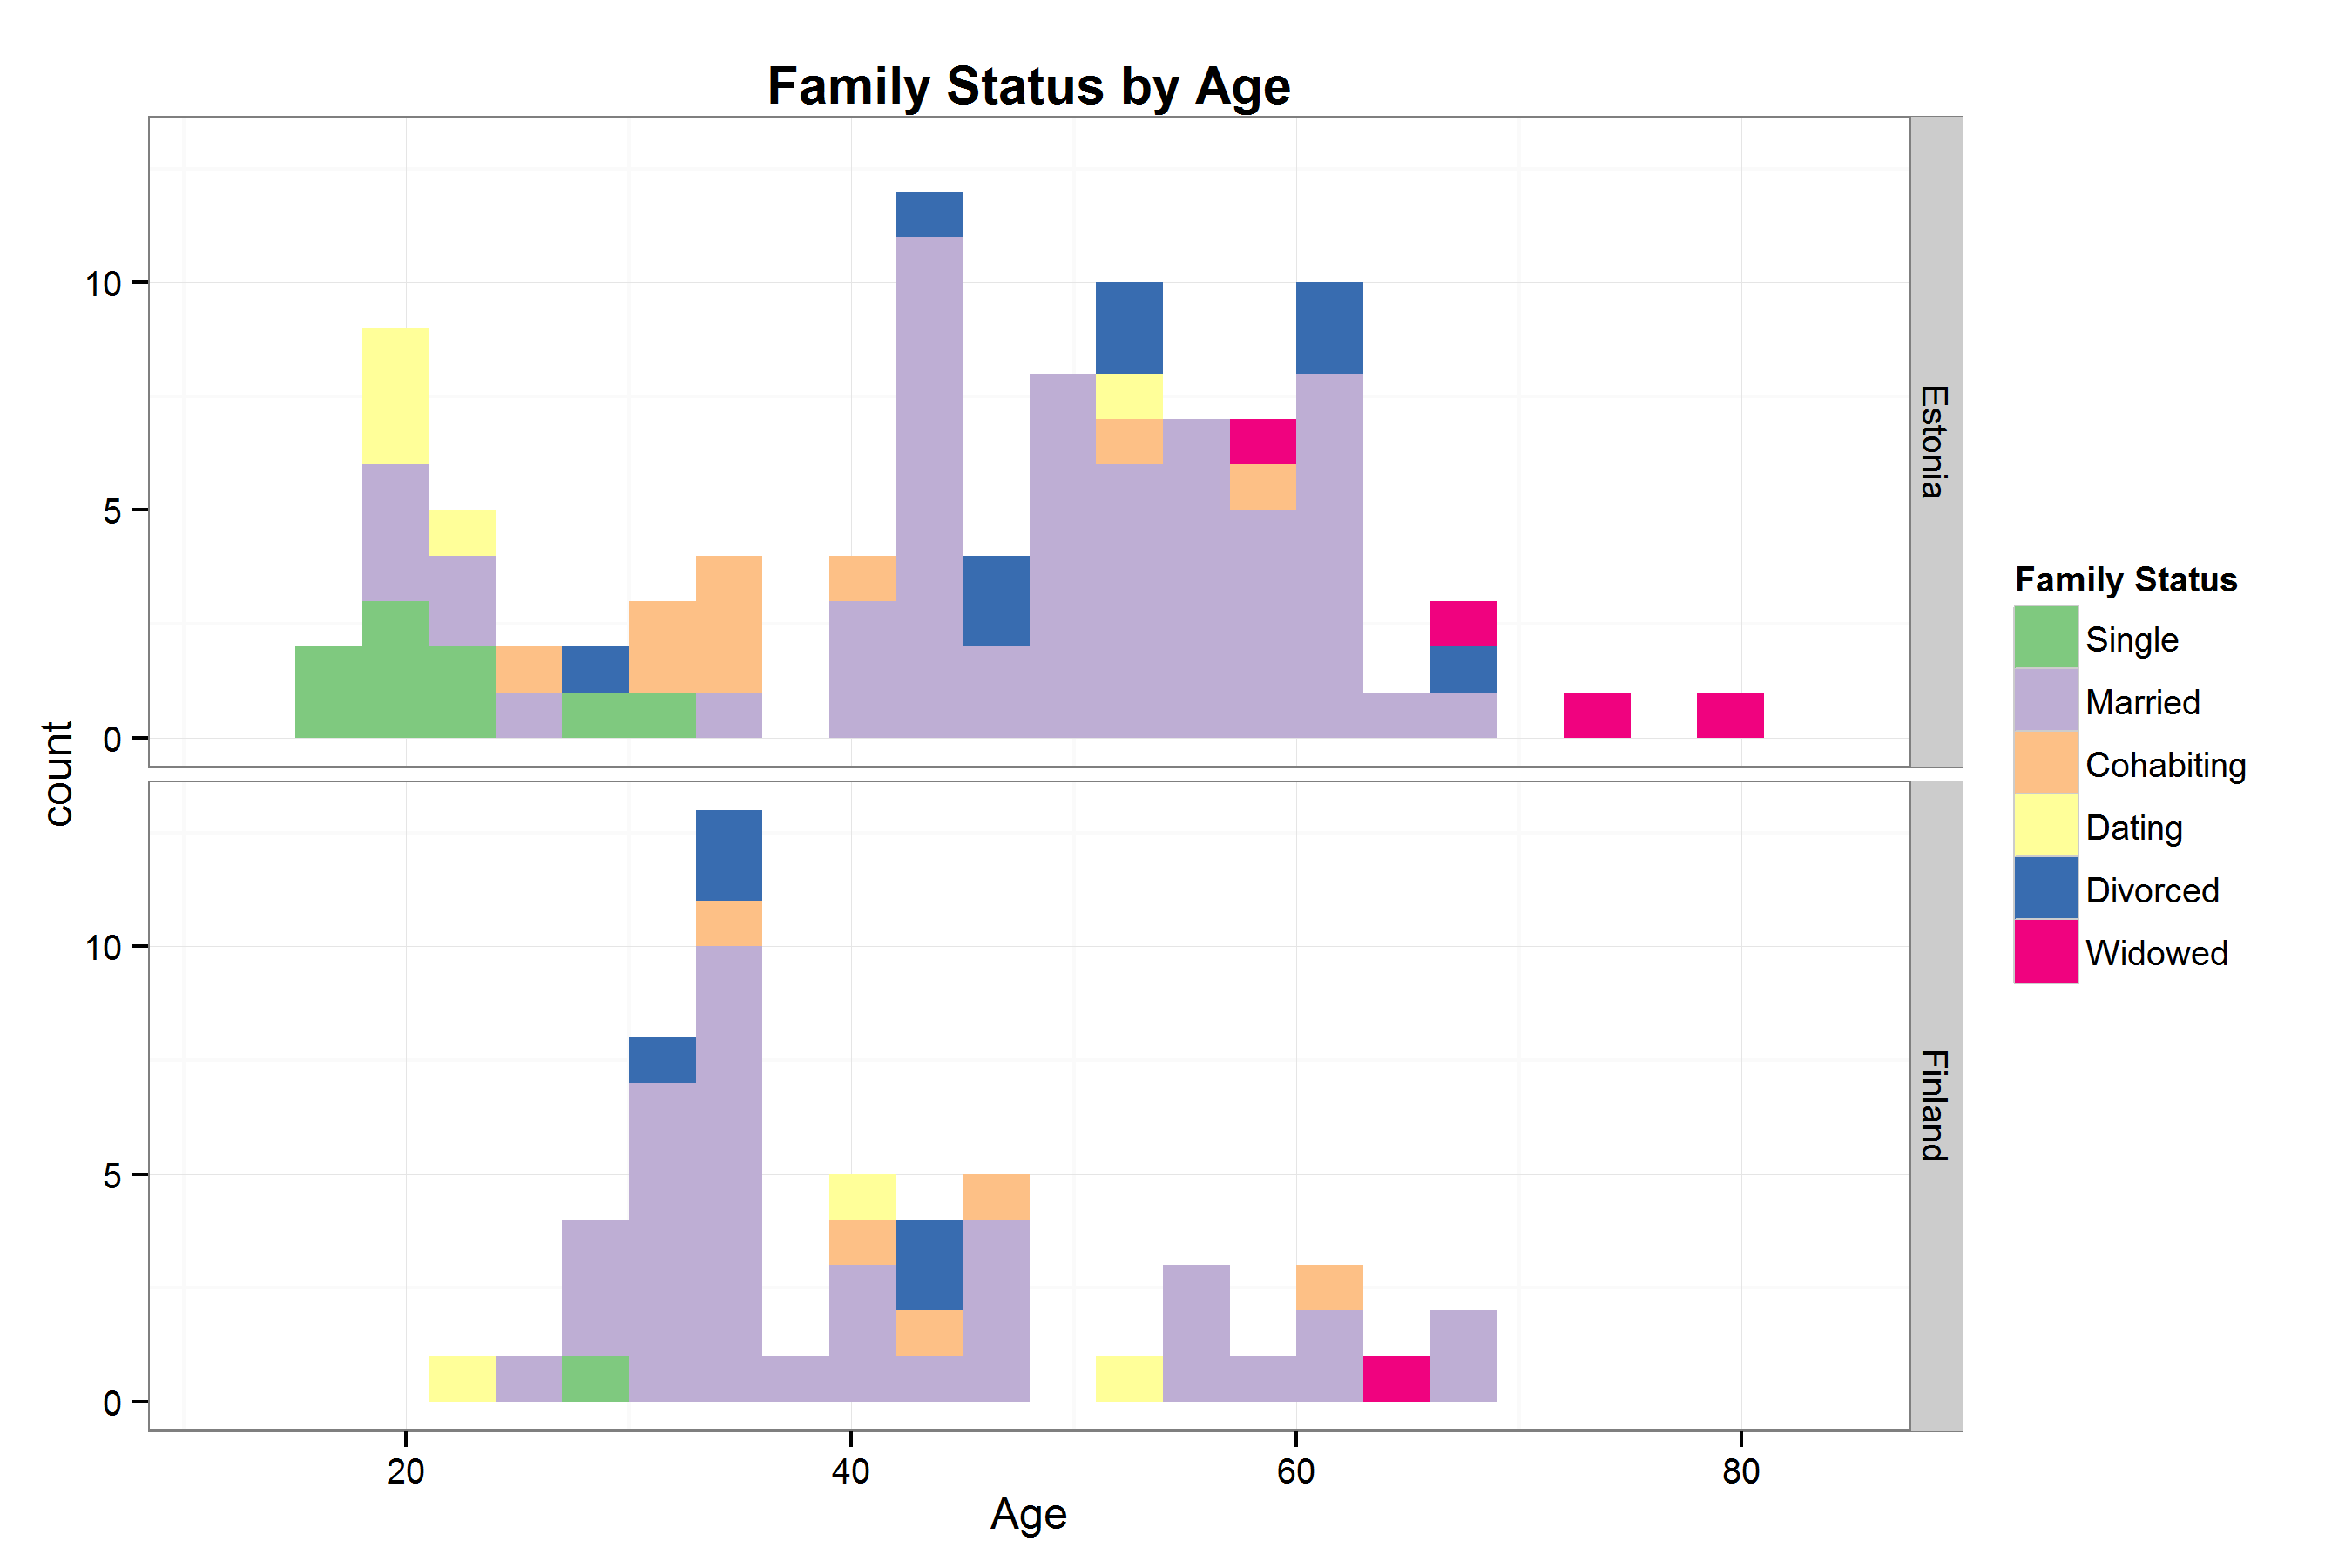 Family Status by Age
10
5
0
Estonia
10
5
0
Finland
count
20 40 60 80
Age
Family Status
Single
Married
Cohabiting
Dating
Divorced
Widowed